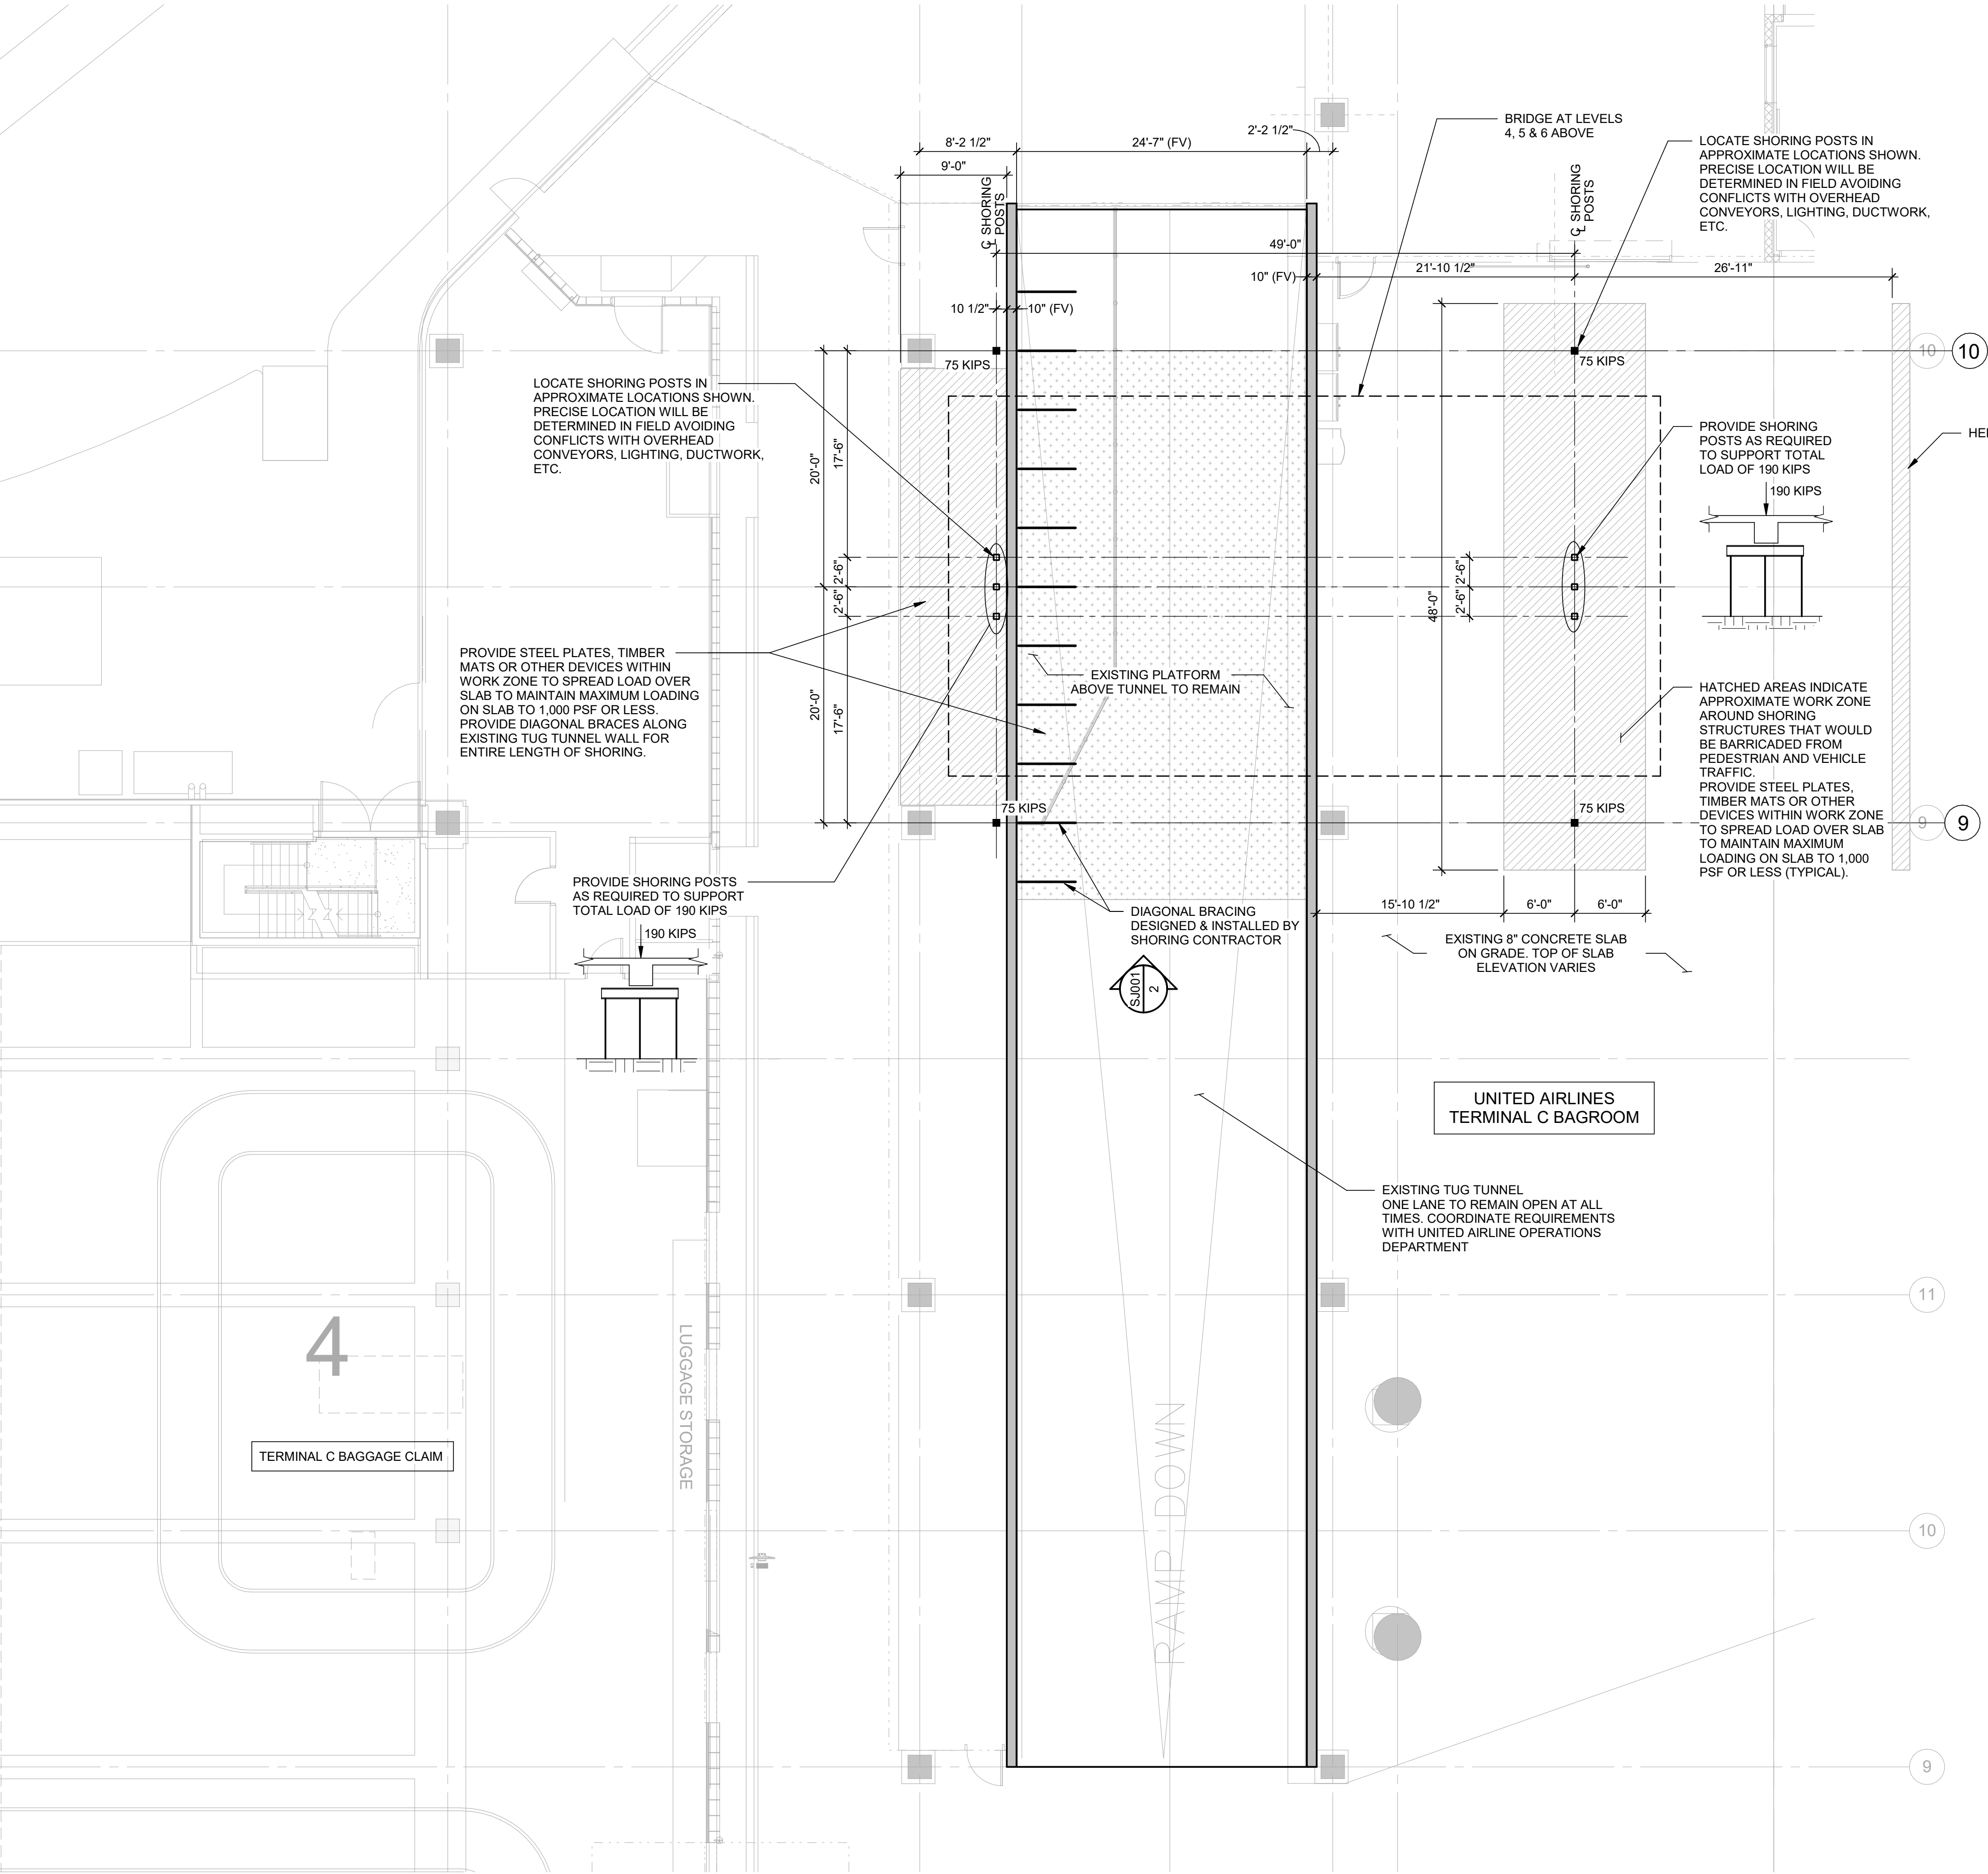 BRIDGE AT LEVELS
4, 5 & 6 ABOVE
LOCATE SHORING POSTS IN
APPROXIMATE LOCATIONS SHOWN.
PRECISE LOCATION WILL BE
DETERMINED IN FIELD AVOIDING
CONFLICTS WITH OVERHEAD
CONVEYORS, LIGHTING, DUCTWORK,
ETC.
8'-2 1/2"
24'-7" (FV)
2'-2 1/2"
9'-0"
℄ SHORING
POSTS
℄ SHORING
POSTS
49'-0"
10" (FV)
21'-10 1/2"
26'-11"
10 1/2"
10" (FV)
75 KIPS
75 KIPS
10
10
LOCATE SHORING POSTS IN
APPROXIMATE LOCATIONS SHOWN.
PRECISE LOCATION WILL BE
DETERMINED IN FIELD AVOIDING
CONFLICTS WITH OVERHEAD
CONVEYORS, LIGHTING, DUCTWORK,
ETC.
20'-0"
17'-6"
2'-6"
2'-6"
20'-0"
17'-6"
48'-0"
2'-6"
2'-6"
PROVIDE SHORING
POSTS AS REQUIRED
TO SUPPORT TOTAL
LOAD OF 190 KIPS
190 KIPS
PROVIDE STEEL PLATES, TIMBER
MATS OR OTHER DEVICES WITHIN
WORK ZONE TO SPREAD LOAD OVER
SLAB TO MAINTAIN MAXIMUM LOADING
ON SLAB TO 1,000 PSF OR LESS.
PROVIDE DIAGONAL BRACES ALONG
EXISTING TUG TUNNEL WALL FOR
ENTIRE LENGTH OF SHORING.
EXISTING PLATFORM
ABOVE TUNNEL TO REMAIN
HATCHED AREAS INDICATE
APPROXIMATE WORK ZONE
AROUND SHORING
STRUCTURES THAT WOULD
BE BARRICADED FROM
PEDESTRIAN AND VEHICLE
TRAFFIC.
PROVIDE STEEL PLATES,
TIMBER MATS OR OTHER
DEVICES WITHIN WORK ZONE
TO SPREAD LOAD OVER SLAB
TO MAINTAIN MAXIMUM
LOADING ON SLAB TO 1,000
PSF OR LESS (TYPICAL).
75 KIPS
75 KIPS
9
9
PROVIDE SHORING POSTS
AS REQUIRED TO SUPPORT
TOTAL LOAD OF 190 KIPS
190 KIPS
DIAGONAL BRACING
DESIGNED & INSTALLED BY
SHORING CONTRACTOR
SJ001
2
15'-10 1/2"
6'-0"
6'-0"
EXISTING 8" CONCRETE SLAB
ON GRADE. TOP OF SLAB
ELEVATION VARIES
UNITED AIRLINES
TERMINAL C BAGROOM
EXISTING TUG TUNNEL
ONE LANE TO REMAIN OPEN AT ALL
TIMES. COORDINATE REQUIREMENTS
WITH UNITED AIRLINE OPERATIONS
DEPARTMENT
11
4
LUGGAGE STORAGE
TERMINAL C BAGGAGE CLAIM
RAMP DOWN
10
9